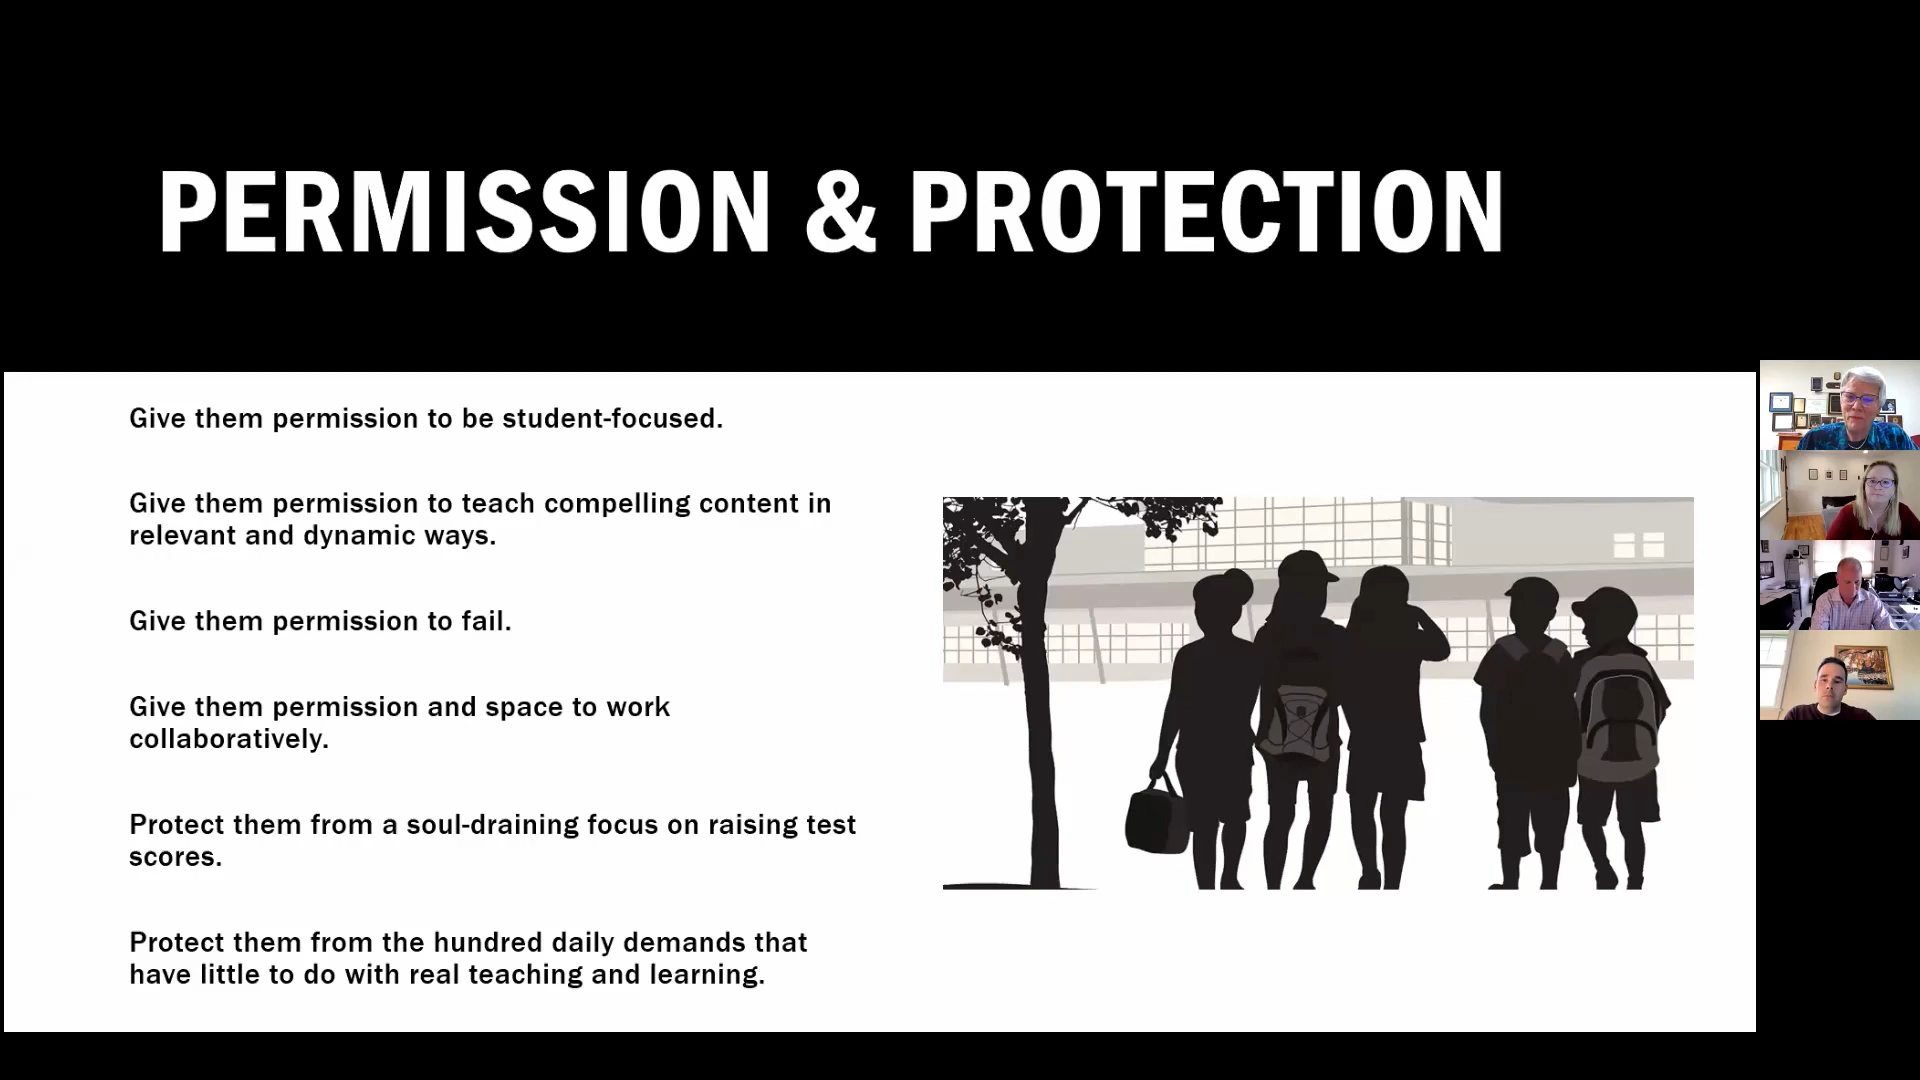 PERMISSION & PROTECTION
Give them permission to be student-focused.
Give them permission to teach compelling content in
relevant and dynamic ways.
Give them permission to fail.
Give them permission and space to work
collaboratively.
Protect them from a soul-draining focus on raising test
scores.
Protect them from the hundred daily demands that
have little to do with real teaching and learning.